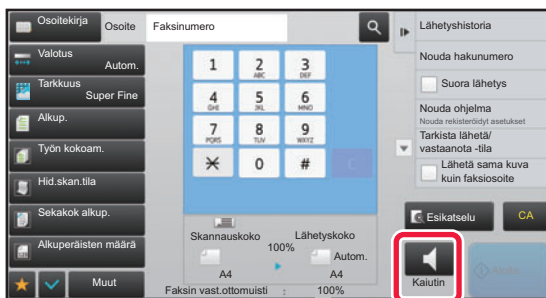 Osoitekirja
Osoite
Faksinumero
Valotus
Autom.
Tarkkuus
Super Fine
Alkup.
Työn kokoam.
Hid.skan.tila
Sekakok alkup.
Alkuperäisten määrä
Muut
1
2
ABC
3
DEF
4
GHI
5
JKL
6
MNO
7
PQRS
8
TUV
9
WXYZ
0
#
C
Skannauskoko
100%
Lähetyskoko
Autom.
A4
A4
Faksin vast.ottomuisti : 100%
Lähetyshistoria
Nouda hakunumero
Suora lähetys
Nouda ohjelma
Nouda rekisteröidyt asetukset
Tarkista lähetä/
vastaanota -tila
Lähetä sama kuva
kuin faksiosoite
Esikatselu
CA
Kaiutin